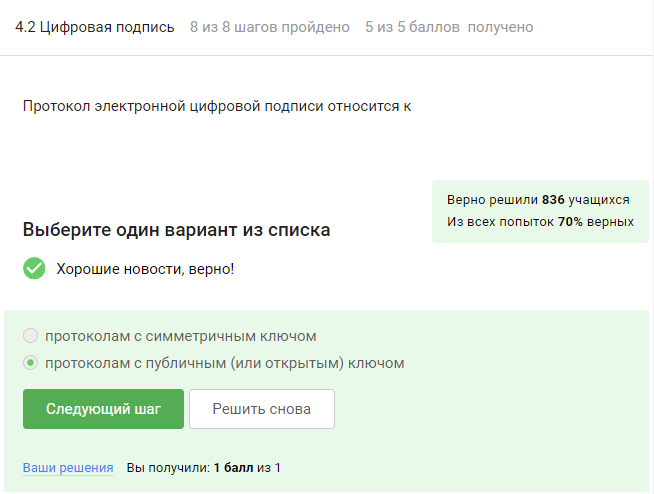 4.2 Цифровая подпись 8 из 8 шагов пройдено 5 из 5 баллов получено
Протокол электронной цифровой подписи относится к
Верно решили 836 учащихся
Из всех попыток 70% верных
Выберите один вариант из списка
Хорошие новости, верно!
протоколам с симметричным ключом
протоколам с публичным (или открытым) ключом
Следующий шаг Решить снова
Ваши решения Вы получили: 1 балл из 1